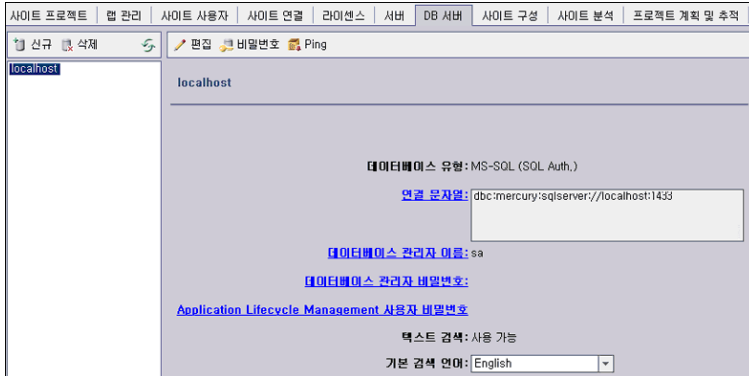 사이트 프로젝트 랩 관리 사이트 사용자 사이트 연결 라이센스 서버 DB 서버 사이트 구성 사이트 분석 프로젝트 계획 및 추적
신규 삭제 편집 비밀번호 Ping
localhost
localhost
데이터베이스 유형: MS-SQL (SQL Auth.)
연결 문자열: dbc:mercury:sqlserver://localhost:1433
데이터베이스 관리자 이름: sa
데이터베이스 관리자 비밀번호:
Application Lifecycle Management 사용자 비밀번호
텍스트 검색: 사용 가능
기본 검색 언어: English